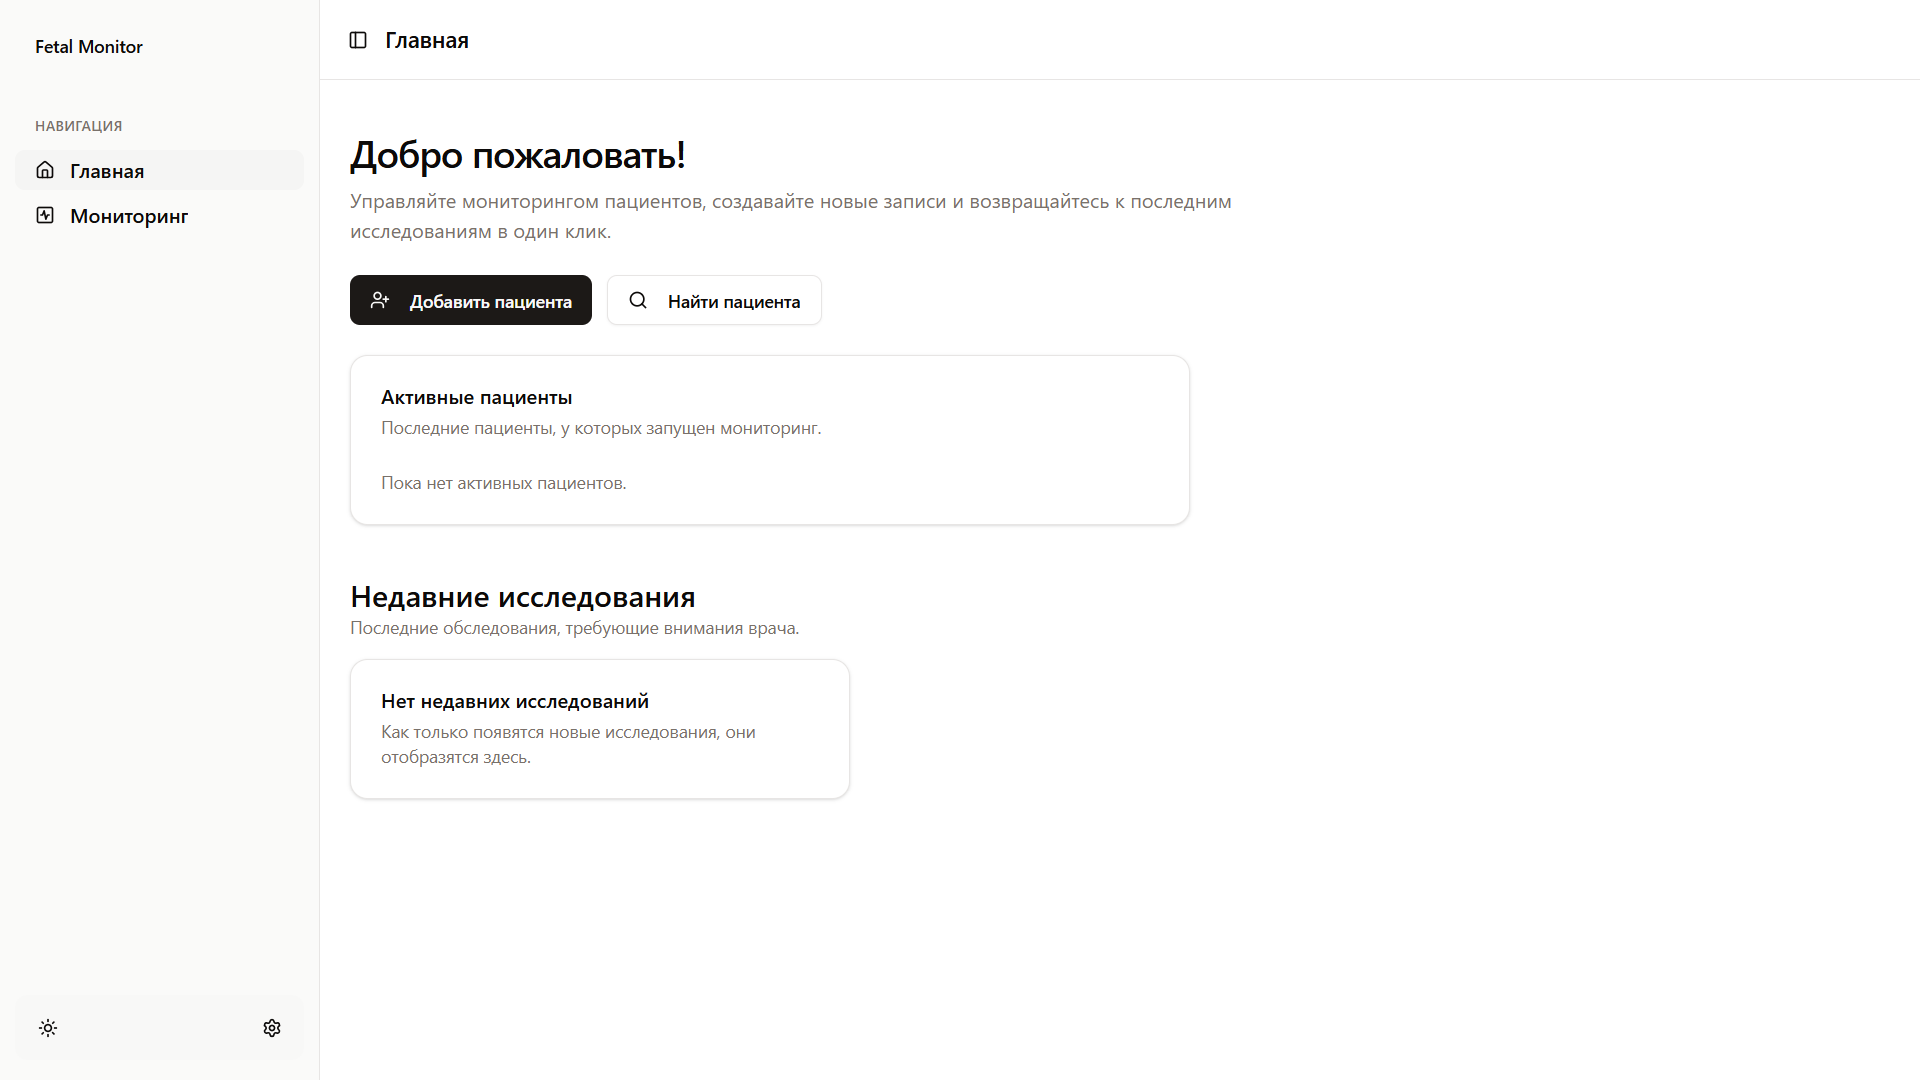 Fetal Monitor
НАВИГАЦИЯ
Главная
Мониторинг
Главная
Добро пожаловать!
Управляйте мониторингом пациентов, создавайте новые записи и возвращайтесь к последним
исследованиям в один клик.
Добавить пациента
Найти пациента
Активные пациенты
Последние пациенты, у которых запущен мониторинг.
Пока нет активных пациентов.
Недавние исследования
Последние обследования, требующие внимания врача.
Нет недавних исследований
Как только появятся новые исследования, они
отобразятся здесь.